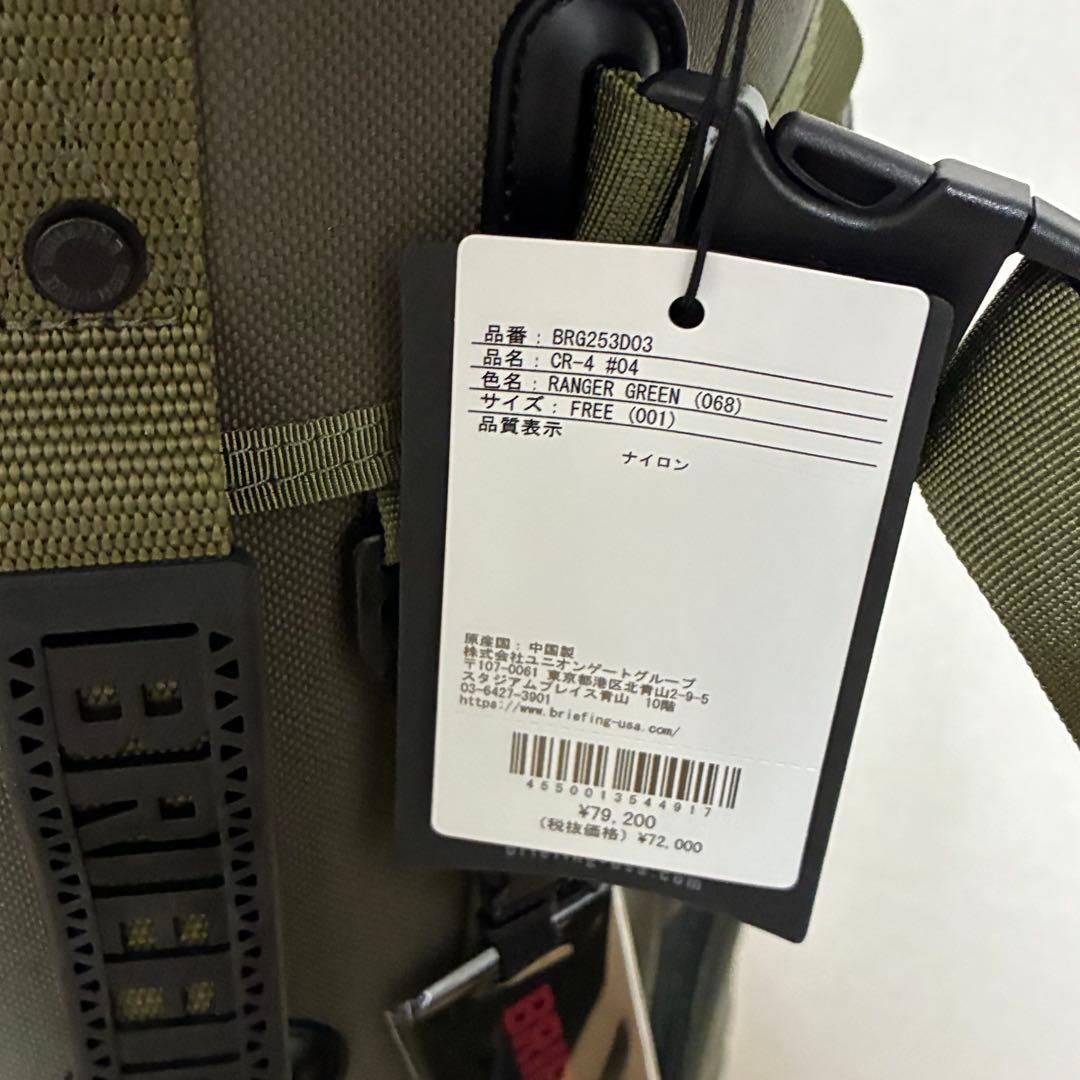 品番 : BRG253D03
品名 : CR-4 #04
色名 : RANGER GREEN (068)
サイズ : FREE (001)
品質表示
ナイロン
原産国 : 中国製
株式会社ユニオンゲートグループ
〒107-0061 東京都港区北青山2-9-5
スタジアムプレイス青山 10階
03-6427-3901
https://www.briefing-usa.com/
4550013544917
¥79,200
(税抜価格) ¥72,000
briefing-usa.com
BRI